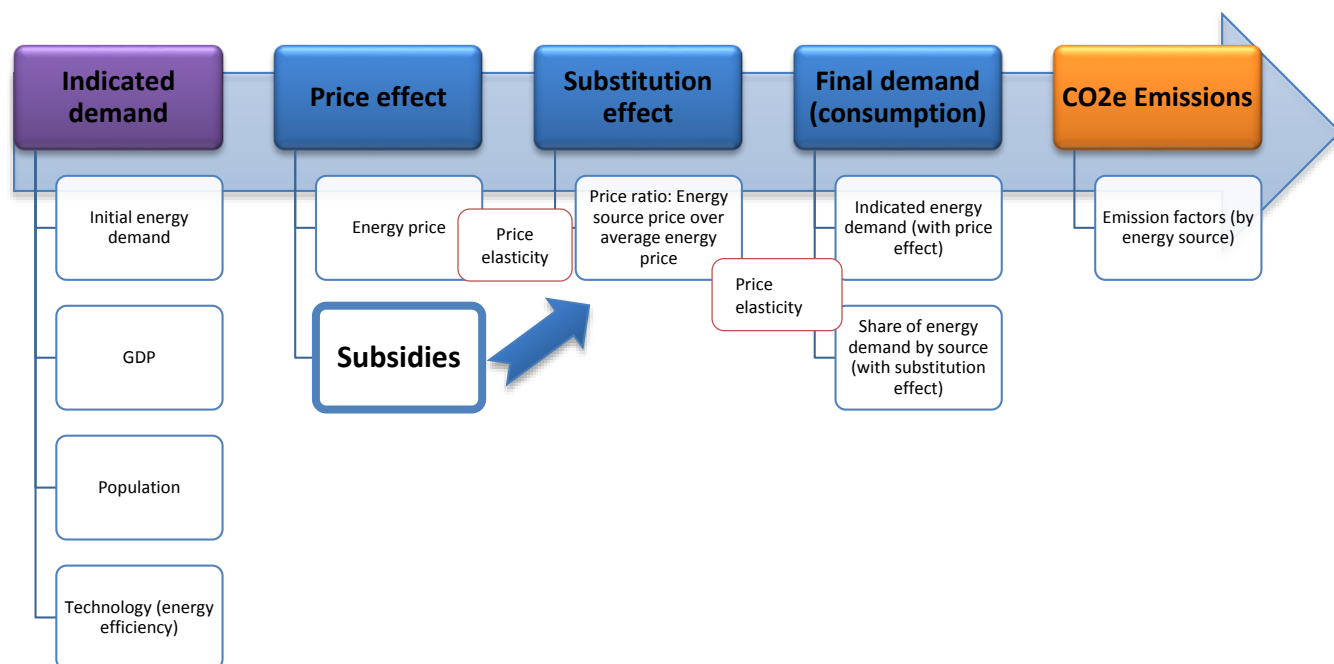 Indicated
demand
Price effect
Substitution
effect
Final demand
(consumption)
CO2e Emissions
Initial energy
demand
GDP
Population
Technology (energy
efficiency)
Energy price
Subsidies
Price
elasticity
Price ratio: Energy
source price over
average energy
price
Price
elasticity
Indicated energy
demand (with price
effect)
Share of energy
demand by source
(with substitution
effect)
Emission factors (by
energy source)